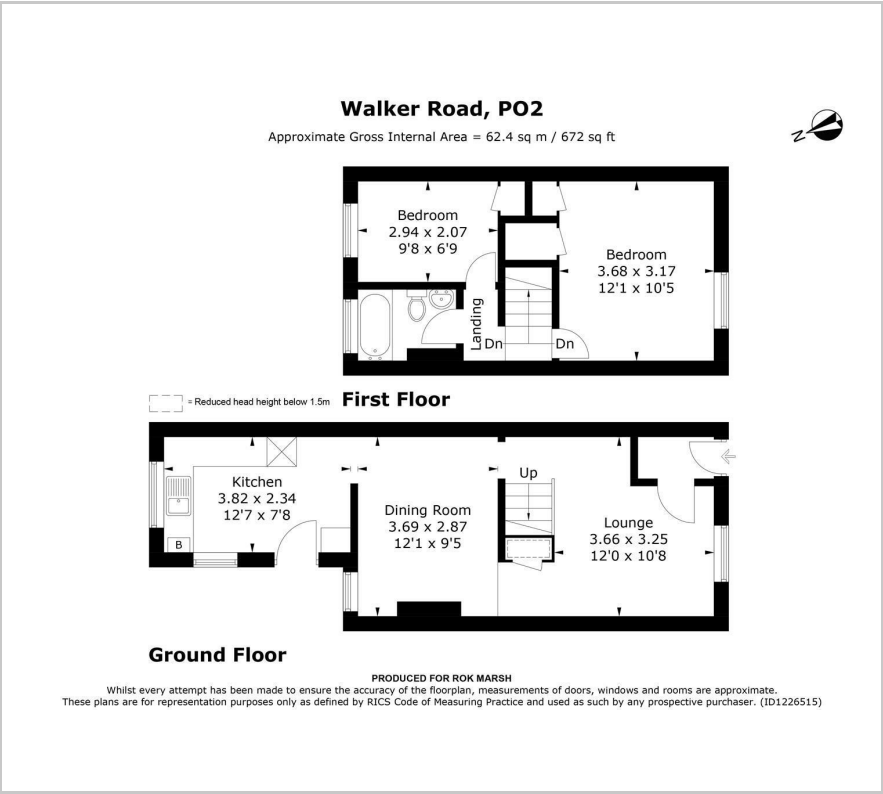 Walker Road, PO2
Approximate Gross Internal Area = 62.4 sq m / 672 sq ft
N
Bedroom
2.94 x 2.07
9'8 x 6'9
Bedroom
3.68 x 3.17
12'1 x 10'5
Landing
Dn
Dn
= Reduced head height below 1.5m
First Floor
Kitchen
3.82 x 2.34
12'7 x 7'8
B
Dining Room
3.69 x 2.87
12'1 x 9'5
Up
Lounge
3.66 x 3.25
12'0 x 10'8
Ground Floor
PRODUCED FOR ROK MARSH
Whilst every attempt has been made to ensure the accuracy of the floorplan, measurements of doors, windows and rooms are approximate.
These plans are for representation purposes only as defined by RICS Code of Measuring Practice and used as such by any prospective purchaser. (ID1226515)